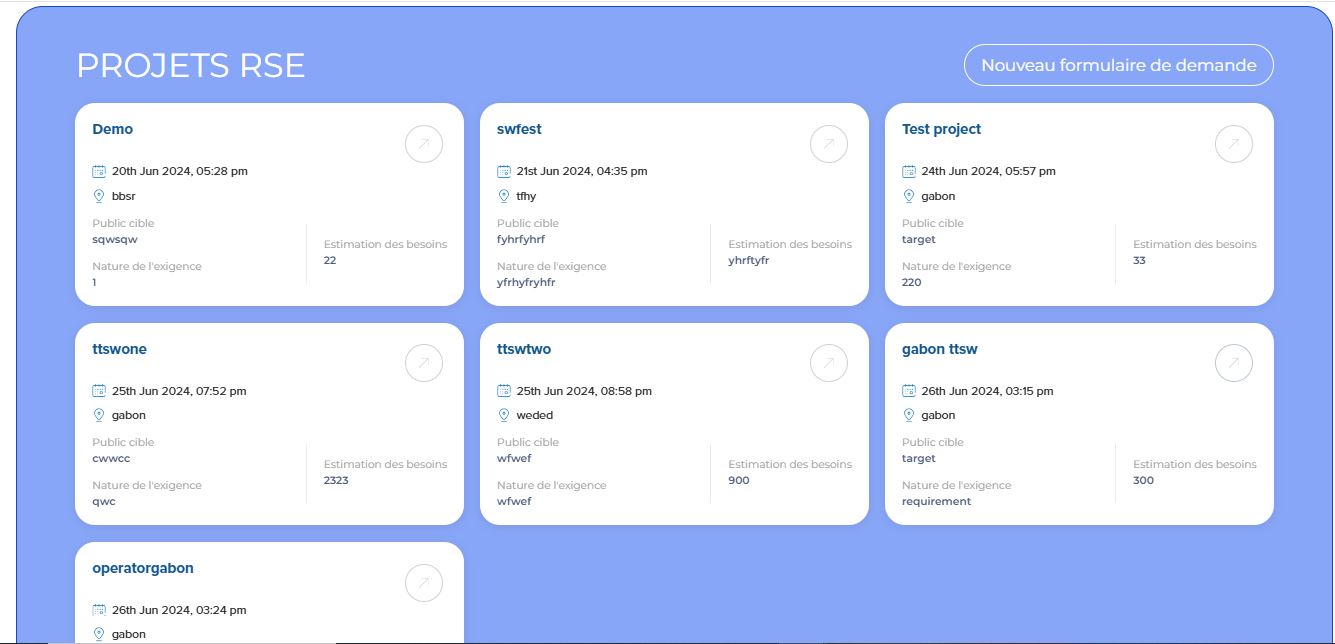 PROJETS RSE
Nouveau formulaire de demande
Demo
20th Jun 2024, 05:28 pm
bbsr
Public cible
sqwsqw
Nature de l'exigence
1
Estimation des besoins
22
swfest
21st Jun 2024, 04:35 pm
tfhy
Public cible
fyhrfyhrf
Nature de l'exigence
yfrhyfryhfr
Estimation des besoins
yhrftyfr
Test project
24th Jun 2024, 05:57 pm
gabon
Public cible
target
Nature de l'exigence
220
Estimation des besoins
33
ttswone
25th Jun 2024, 07:52 pm
gabon
Public cible
cwwcc
Nature de l'exigence
qwc
Estimation des besoins
2323
ttswtwo
25th Jun 2024, 08:58 pm
weded
Public cible
wfwef
Nature de l'exigence
wfwef
Estimation des besoins
900
gabon ttsw
26th Jun 2024, 03:15 pm
gabon
Public cible
target
Nature de l'exigence
requirement
Estimation des besoins
300
operatorgabon
26th Jun 2024, 03:24 pm
gabon